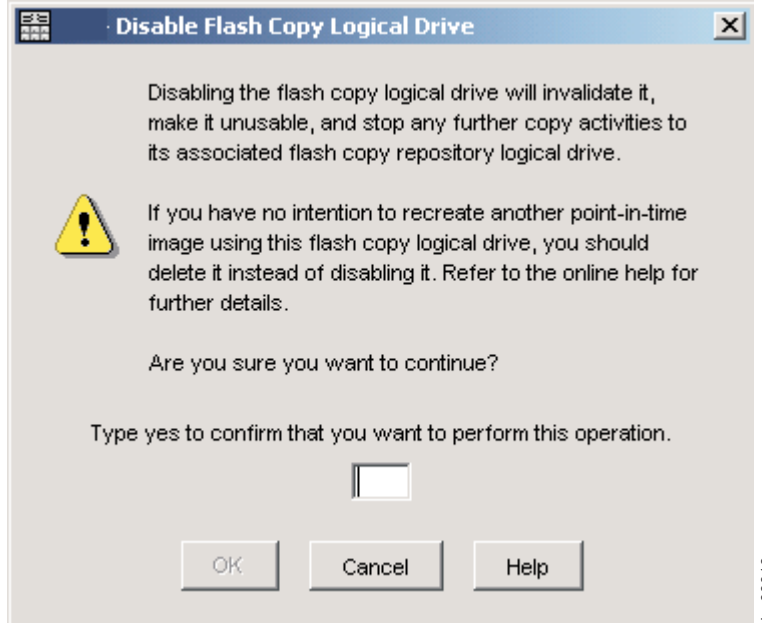 Disable Flash Copy Logical Drive
Disabling the flash copy logical drive will invalidate it,
make it unusable, and stop any further copy activities to
its associated flash copy repository logical drive.
If you have no intention to recreate another point-in-time
image using this flash copy logical drive, you should
delete it instead of disabling it. Refer to the online help for
further details.
Are you sure you want to continue?
Type yes to confirm that you want to perform this operation.
OK
Cancel
Help